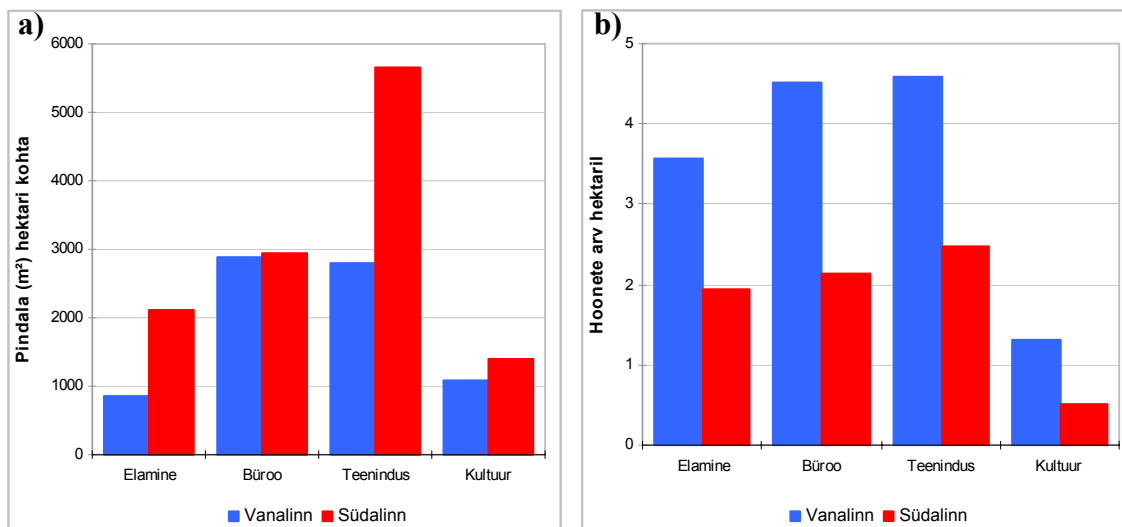 a)
Pindala (m²) hektari kohta
6000
5000
4000
3000
2000
1000
0
Elamine Büroo Teenindus Kultuur
Vanalinn Südalinn
b)
Hoonete arv hektaril
5
4
3
2
1
0
Elamine Büroo Teenindus Kultuur
Vanalinn Südalinn